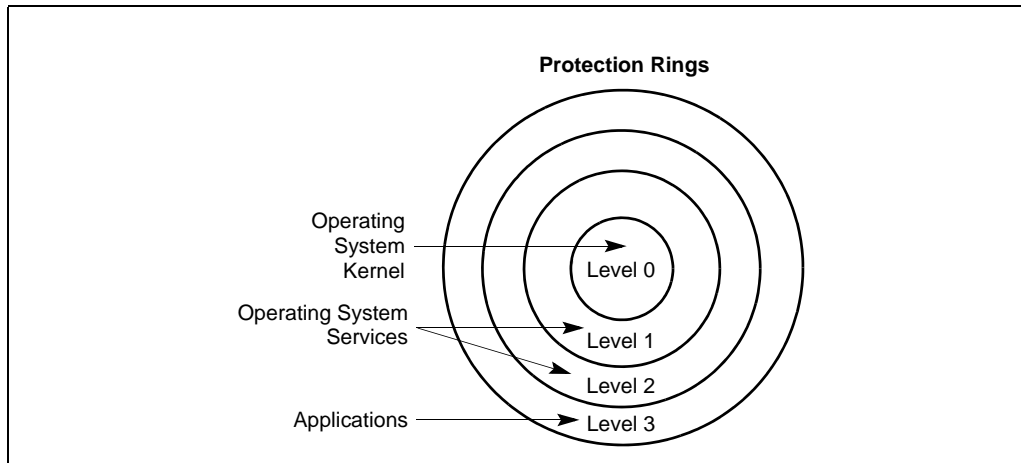 Protection Rings
Operating
System
Kernel
Level 0
Operating System
Services
Level 1
Level 2
Applications
Level 3